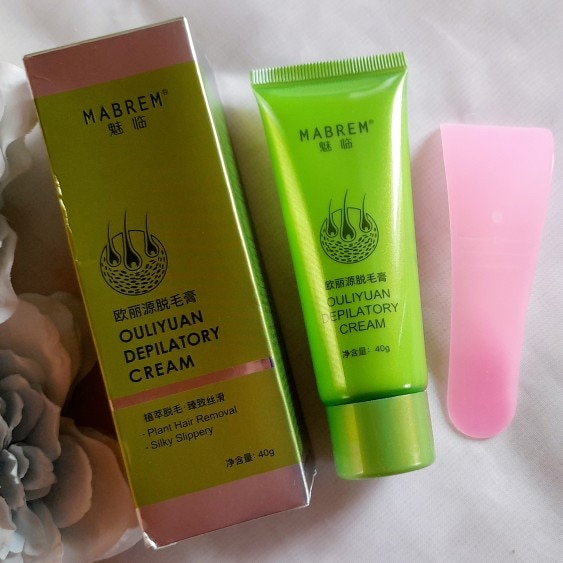 MABREM®
魅临
欧丽源脱毛膏
OULIYUAN
DEPILATORY
CREAM
植萃脱毛·臻致丝滑
- Plant Hair Removal
- Silky Slippery
净含量: 40g
MABREM®
魅临
欧丽源脱毛膏
OULIYUAN
DEPILATORY
CREAM
净含量: 40g